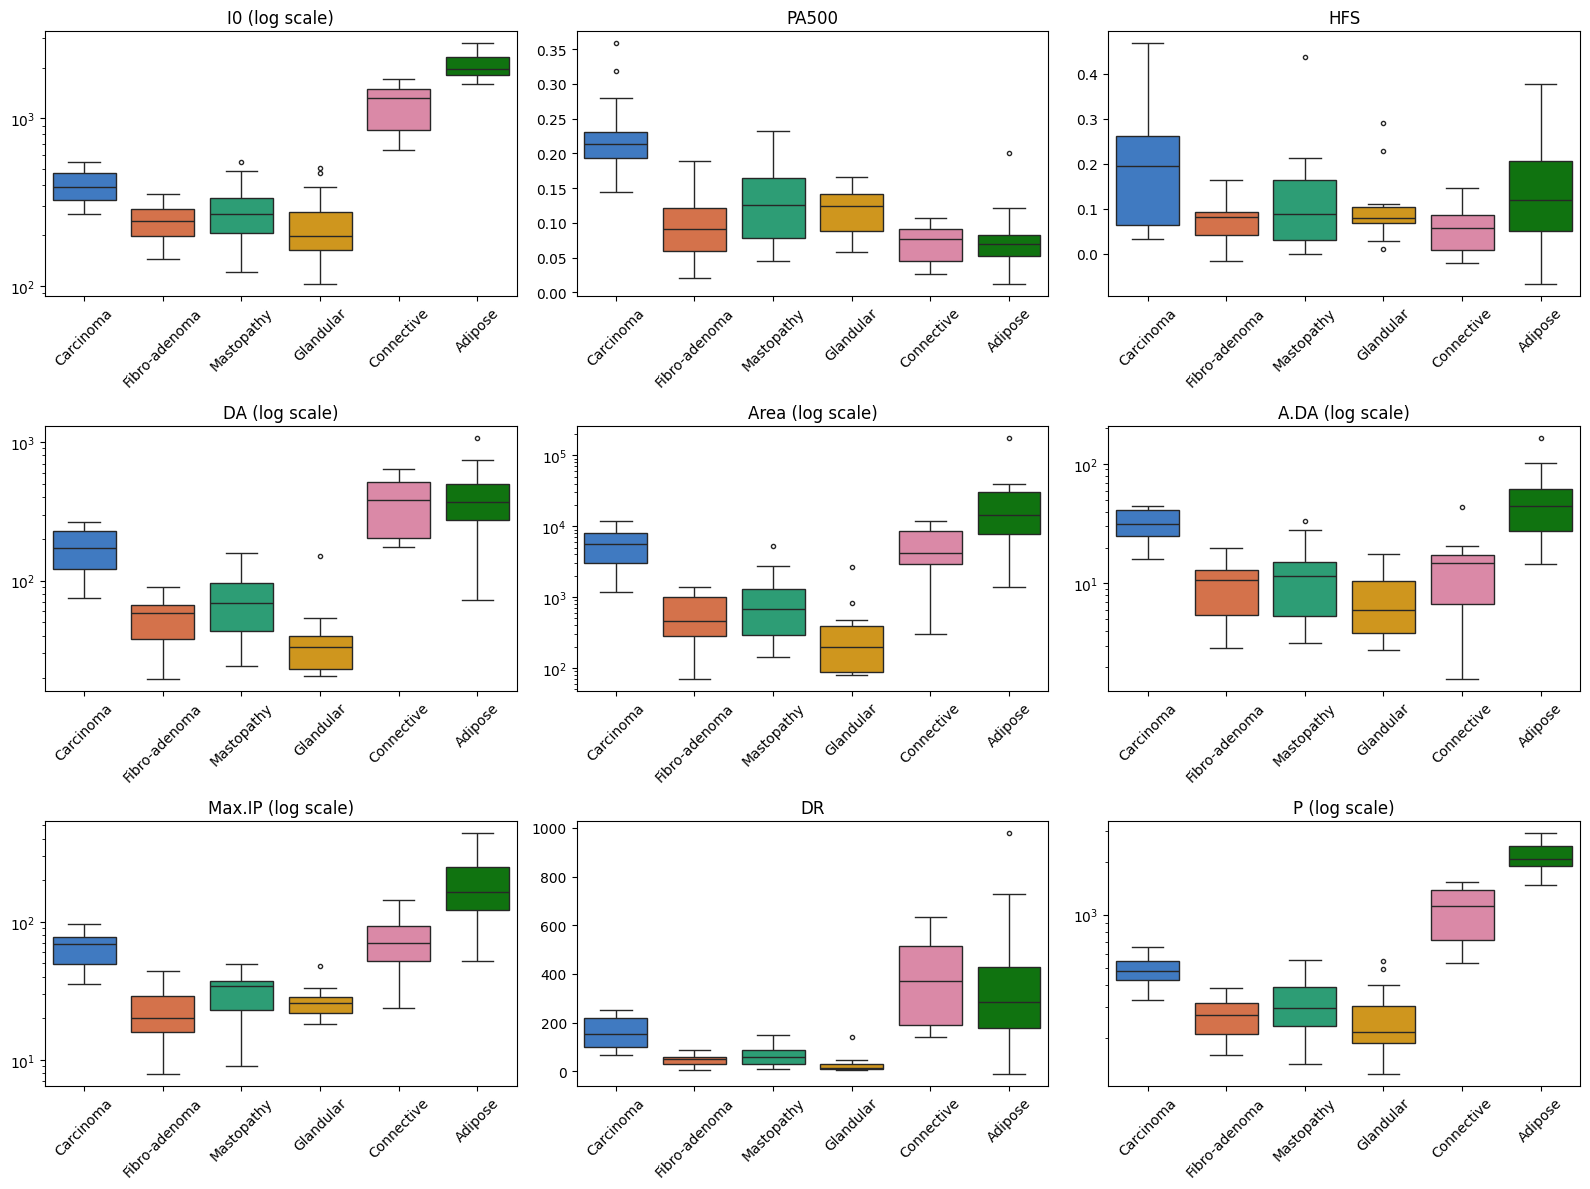 I0 (log scale)
10³
10²
Carcinoma
Fibro-adenoma
Mastopathy
Glandular
Connective
Adipose
PA500
0.35
0.30
0.25
0.20
0.15
0.10
0.05
0.00
Carcinoma
Fibro-adenoma
Mastopathy
Glandular
Connective
Adipose
HFS
0.4
0.3
0.2
0.1
0.0
Carcinoma
Fibro-adenoma
Mastopathy
Glandular
Connective
Adipose
DA (log scale)
10³
10²
Carcinoma
Fibro-adenoma
Mastopathy
Glandular
Connective
Adipose
Area (log scale)
10⁵
10⁴
10³
10²
Carcinoma
Fibro-adenoma
Mastopathy
Glandular
Connective
Adipose
A.DA (log scale)
10²
10¹
Carcinoma
Fibro-adenoma
Mastopathy
Glandular
Connective
Adipose
Max.IP (log scale)
10²
10¹
Carcinoma
Fibro-adenoma
Mastopathy
Glandular
Connective
Adipose
DR
1000
800
600
400
200
0
Carcinoma
Fibro-adenoma
Mastopathy
Glandular
Connective
Adipose
P (log scale)
10³
Carcinoma
Fibro-adenoma
Mastopathy
Glandular
Connective
Adipose